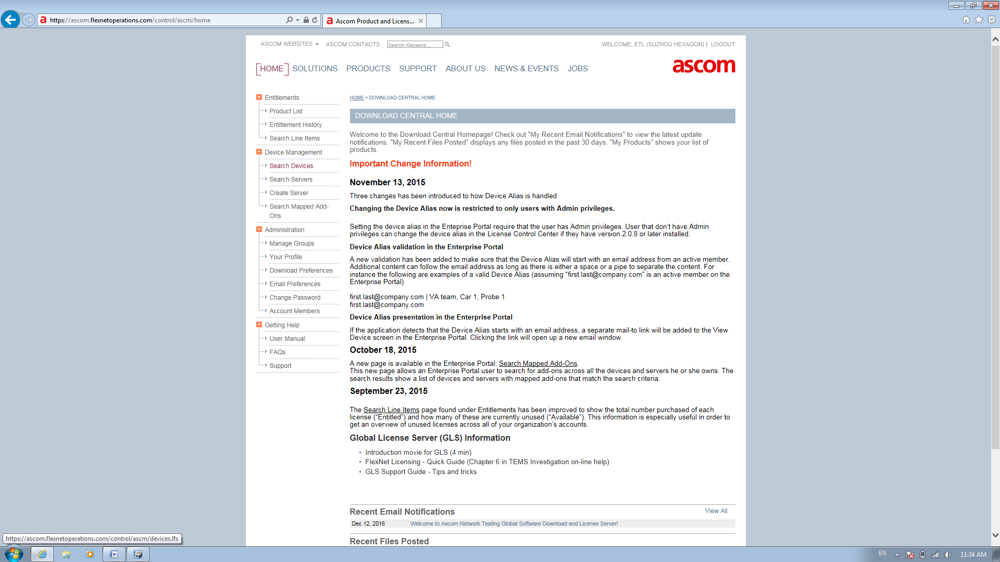 https://ascom.flexnetoperations.com/control/ascm/home
Ascom Product and Licens...
ASCOM WEBSITES
ASCOM CONTACTS
Search Keyword...
WELCOME, ETL (SUZHOU HEXAGON) | LOGOUT
HOME SOLUTIONS PRODUCTS SUPPORT ABOUT US NEWS & EVENTS JOBS
ascom
Entitlements
Product List
Entitlement History
Search Line Items
Device Management
Search Devices
Search Servers
Create Server
Search Mapped Add-
Ons
Administration
Manage Groups
Your Profile
Download Preferences
Email Preferences
Change Password
Account Members
Getting Help
User Manual
FAQs
Support
HOME > DOWNLOAD CENTRAL HOME
DOWNLOAD CENTRAL HOME
Welcome to the Download Central Homepage! Check out "My Recent Email Notifications" to view the latest update
notifications. "My Recent Files Posted" displays any files posted in the past 30 days. "My Products" shows your list of
products.
Important Change Information!
November 13, 2015
Three changes has been introduced to how Device Alias is handled
Changing the Device Alias now is restricted to only users with Admin privileges.
Setting the device alias in the Enteprise Portal require that the user has Admin privileges. User that don't have Admin
privileges can change the device alias in the License Control Center if they have version 2.0.8 or later installed.
Device Alias validation in the Enterprise Portal
A new validation has been added to make sure that the Device Alias will start with an email address from an active member.
Additional content can follow the email address as long as there is either a space or a pipe to separate the content. For
instance the following are examples of a valid Device Alias (assuming "first.last@company.com" is an active member on the
Enterprise Portal)
first.last@company.com | VA team, Car 1, Probe 1
first.last@company.com
Device Alias presentation in the Enterprise Portal
If the application detects that the Device Alias starts with an email address, a separate mail-to link will be added to the View
Device screen in the Enterprise Portal. Clicking the link will open up a new email window.
October 18, 2015
A new page is available in the Enterprise Portal: Search Mapped Add-Ons.
This new page allows an Enterprise Portal user to search for add-ons across all the devices and servers he or she owns. The
search results show a list of devices and servers with mapped add-ons that match the search criteria.
September 23, 2015
The Search Line Items page found under Entitlements has been improved to show the total number purchased of each
license (“Entitled”) and how many of these are currently unused (“Available”). This information is especially useful in order to
get an overview of unused licenses across all of your organization's accounts.
Global License Server (GLS) Information
• Introduction movie for GLS (4 min)
• FlexNet Licensing - Quick Guide (Chapter 6 in TEMS Investigation on-line help)
• GLS Support Guide - Tips and tricks
Recent Email Notifications
View All
Dec 12, 2016 Welcome to Ascom Network Testing Global Software Download and License Server!
Recent Files Posted
https://ascom.flexnetoperations.com/control/ascm/devices.lfs
EN
11:34 AM